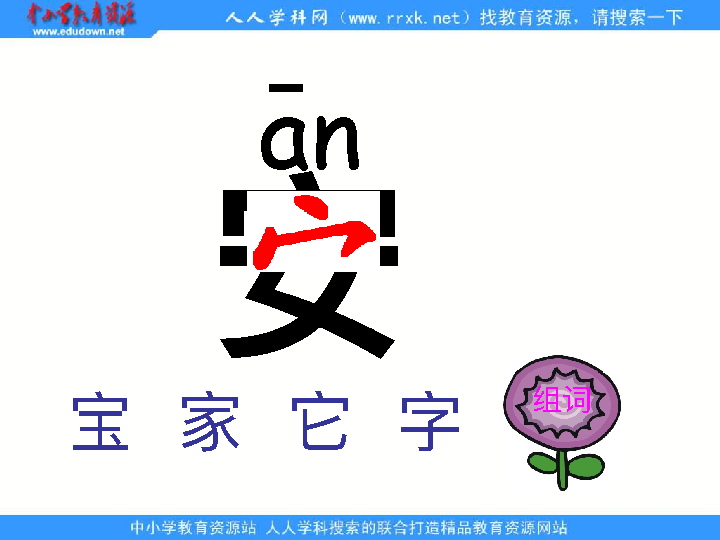 中小学教育资源
www.edudown.net
人人学科网（www.rrxk.net）找教育资源，请搜索一下
ān
安
宝 家 它 字
组词
中小学教育资源站 人人学科搜索的联合打造精品教育资源网站